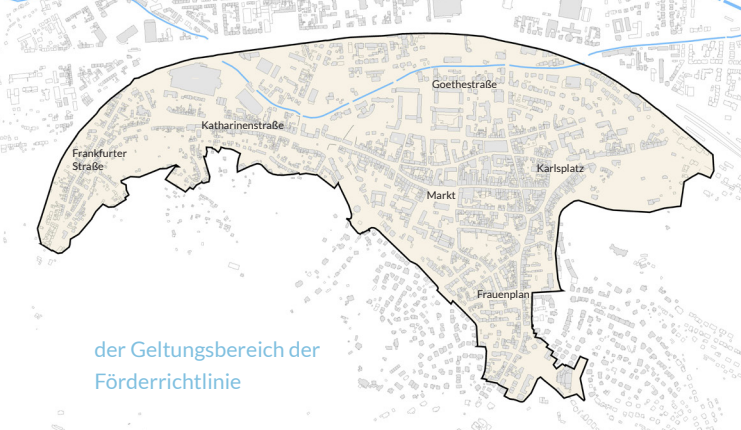 Goethestraße
Katharinenstraße
Frankfurter
Straße
Karlsplatz
Markt
Frauenplan
der Geltungsbereich der
Förderrichtlinie